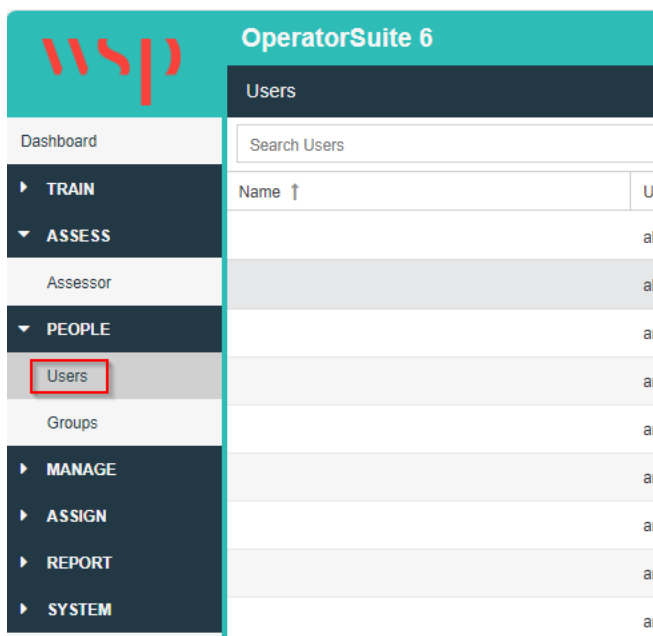 wsp
OperatorSuite 6
Users
Dashboard
TRAIN
ASSESS
Assessor
PEOPLE
Users
Groups
MANAGE
ASSIGN
REPORT
SYSTEM
Search Users
Name ↑